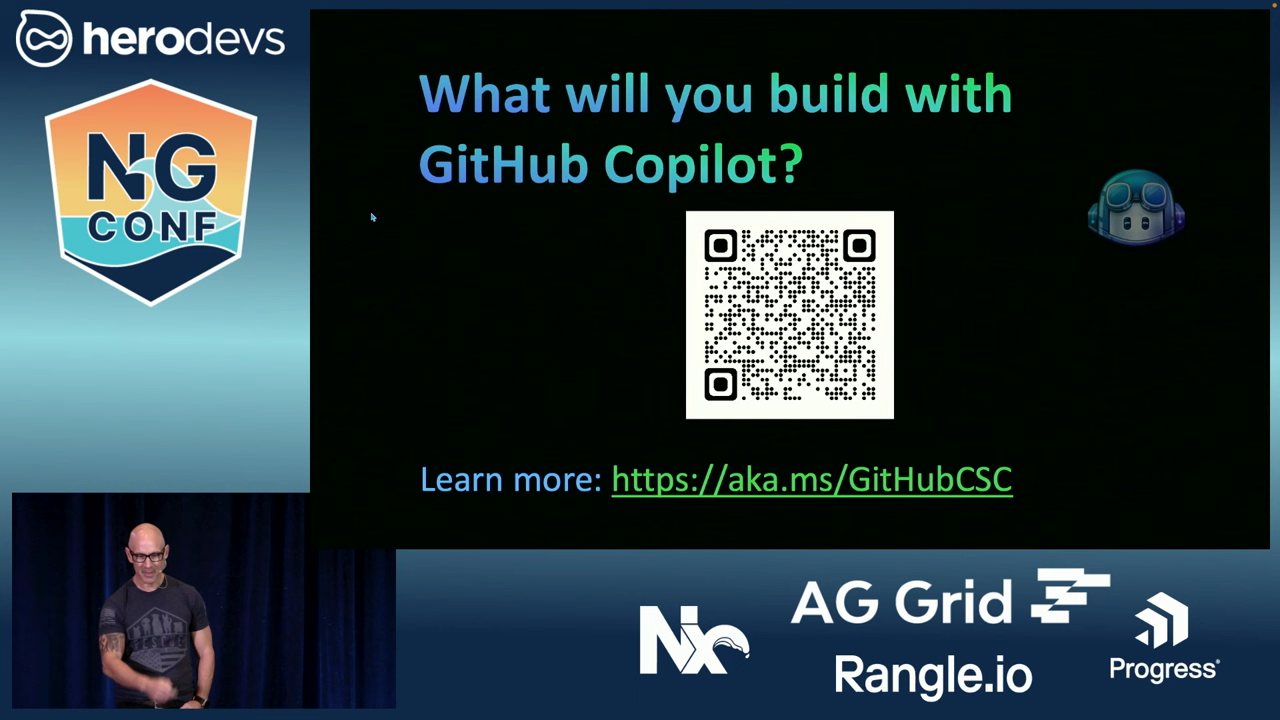 herodevs
NG
CONF
What will you build with
GitHub Copilot?
Learn more: https://aka.ms/GitHubCSC
Nx
AG Grid
Rangle.io
Progress®